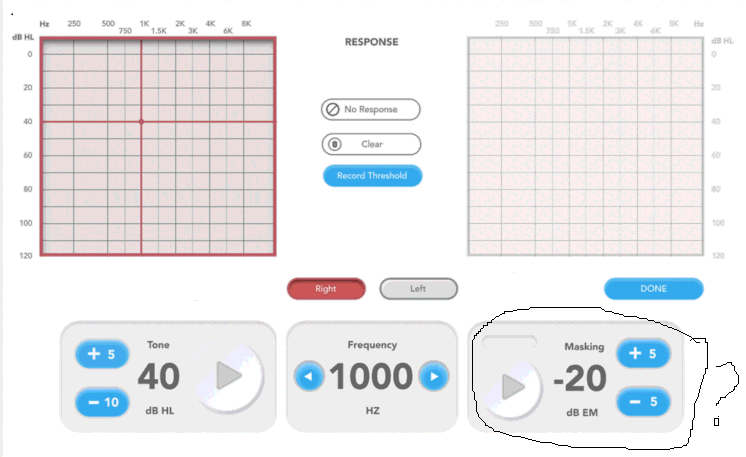 Hz 250 500 1K 2K 4K 8K
750 1.5K 3K 6K
dB HL
0
20
40
60
80
100
120
RESPONSE
No Response
Clear
Record Threshold
250 500 1K 2K 4K 8K Hz
750 1.5K 3K 6K
dB HL
0
20
40
60
80
100
120
Right
Left
DONE
Tone
+ 5
40
− 10
dB HL
Frequency
1000
HZ
Masking
+ 5
-20
− 5
dB EM
?